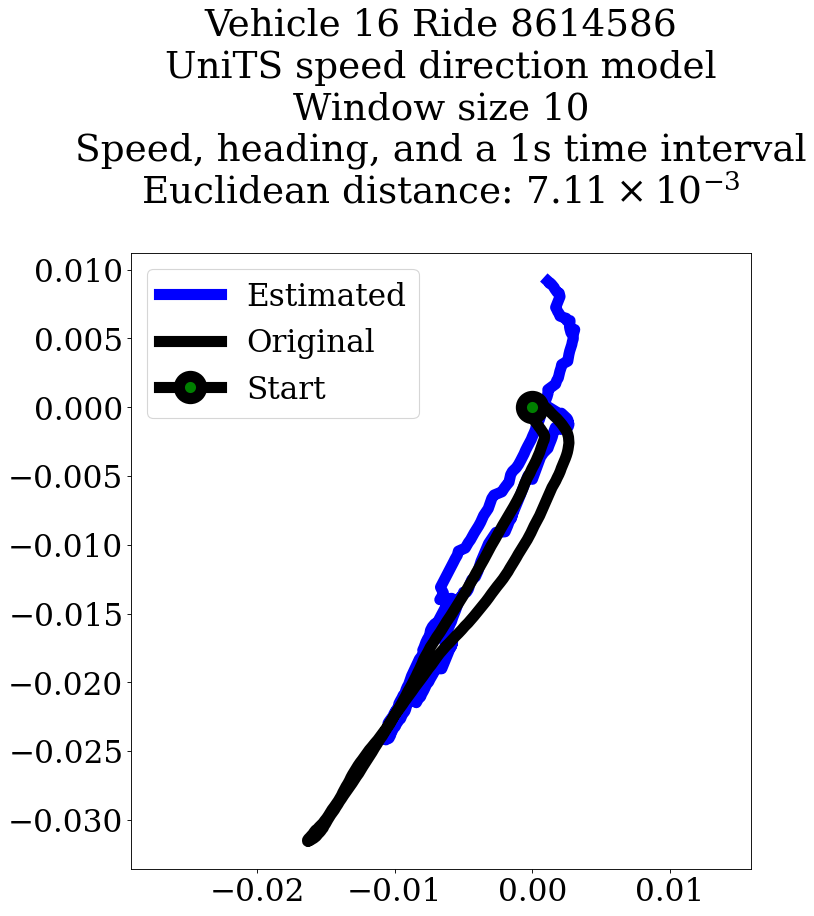 Vehicle 16 Ride 8614586
UniTS speed direction model
Window size 10
Speed, heading, and a 1s time interval
Euclidean distance: 7.11 × 10⁻³
Estimated
Original
Start
0.010
0.005
0.000
−0.005
−0.010
−0.015
−0.020
−0.025
−0.030
−0.02 −0.01 0.00 0.01